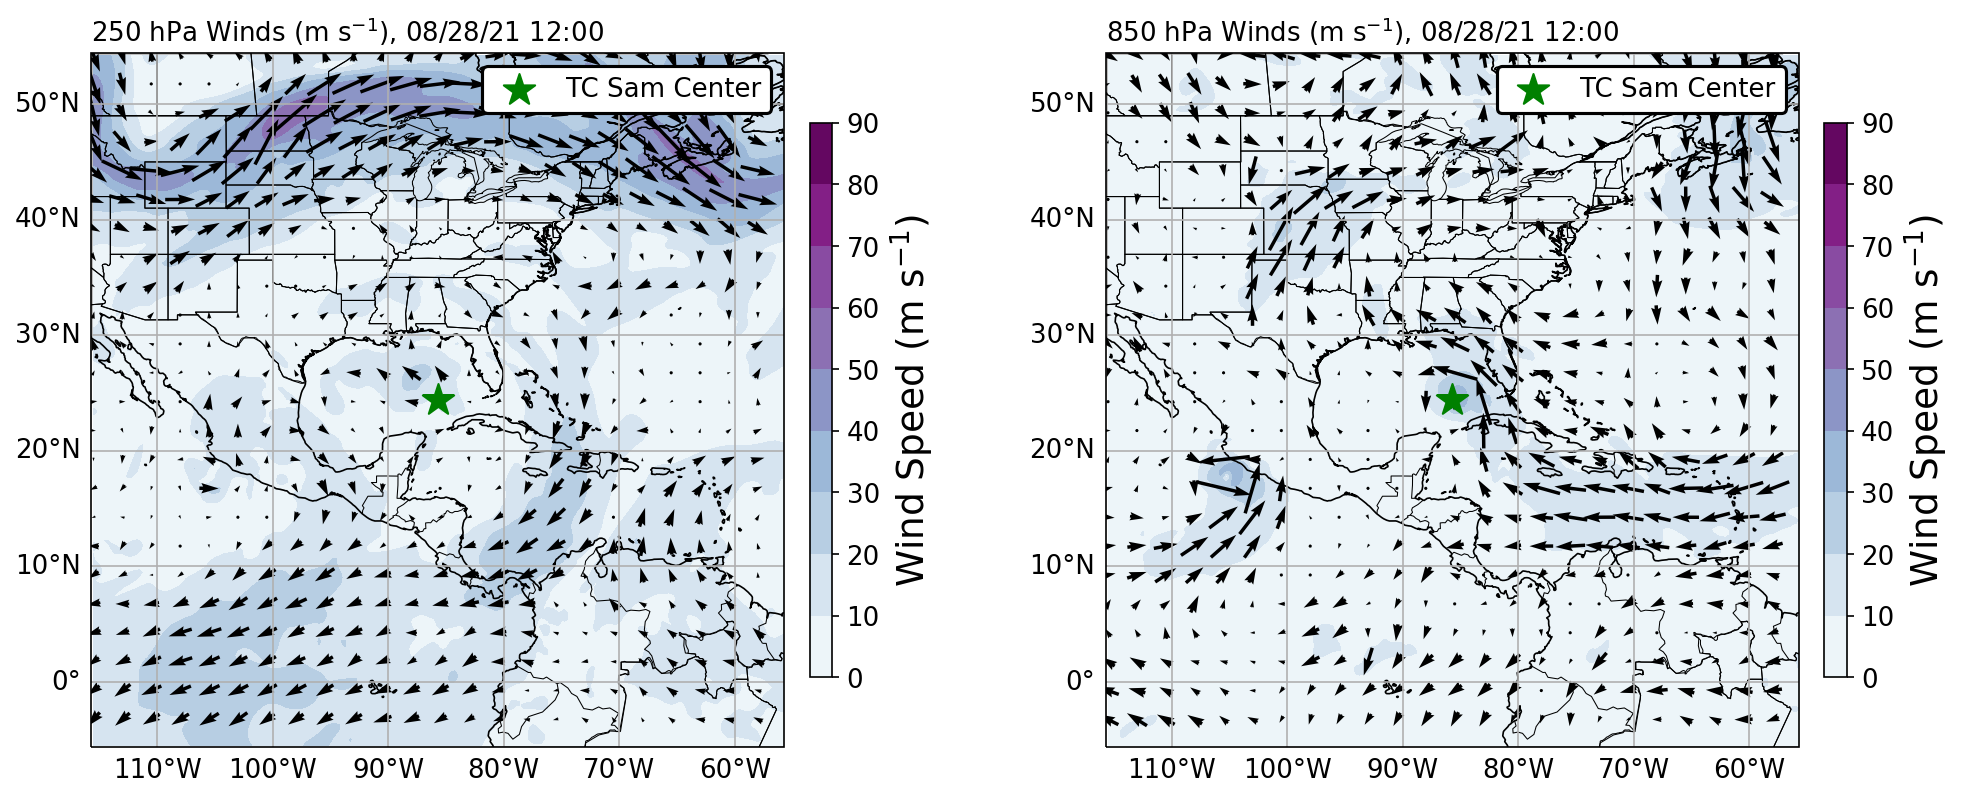 250 hPa Winds (m s⁻¹), 08/28/21 12:00
TC Sam Center
50°N
40°N
30°N
20°N
10°N
0°
110°W 100°W 90°W 80°W 70°W 60°W
90
80
70
60
50
40
30
20
10
0
Wind Speed (m s⁻¹)
850 hPa Winds (m s⁻¹), 08/28/21 12:00
TC Sam Center
50°N
40°N
30°N
20°N
10°N
0°
110°W 100°W 90°W 80°W 70°W 60°W
90
80
70
60
50
40
30
20
10
0
Wind Speed (m s⁻¹)